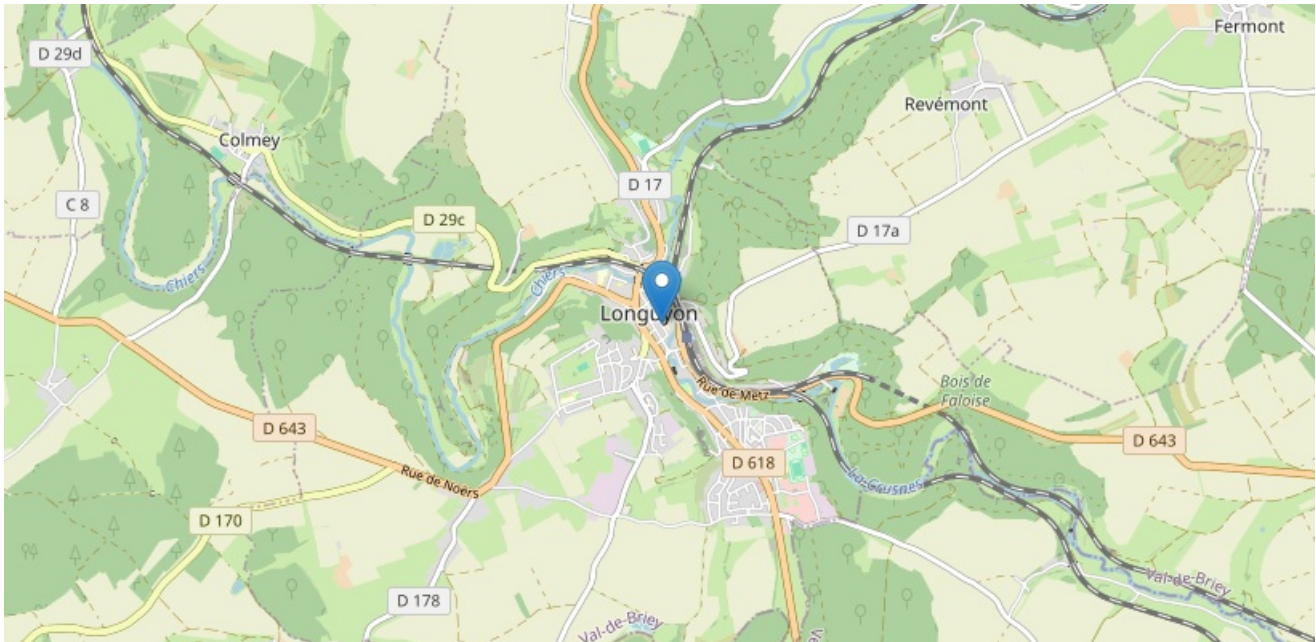 Fermont
D 29d
Revémont
Colmey
D 17
C 8
D 29c
D 17a
Chiers
Chiers
Longuyon
Rue de Metz
Bois de
Faloise
D 643
D 643
D 618
Rue de Noërs
La Crusnes
D 170
Val-de-Briey
D 178
Val-de-Briey